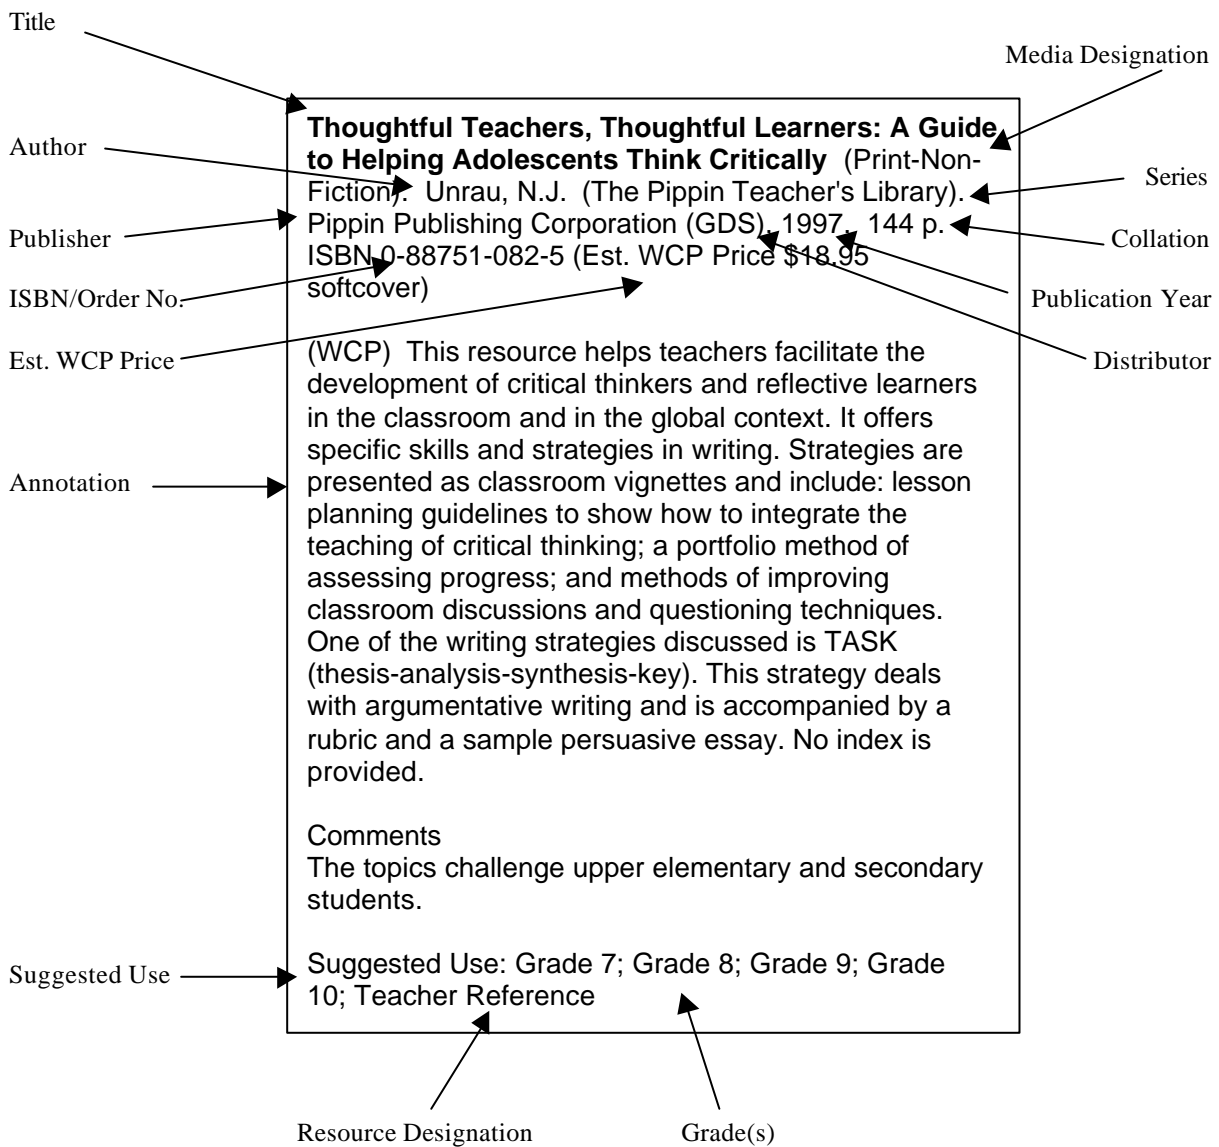 Title
Media Designation
Author
Publisher
ISBN/Order No.
Est. WCP Price
Annotation
Suggested Use
Thoughtful Teachers, Thoughtful Learners: A Guide
to Helping Adolescents Think Critically (Print-Non-
Fiction). Unrau, N.J. (The Pippin Teacher's Library).
Pippin Publishing Corporation (GDS), 1997. 144 p.
ISBN 0-88751-082-5 (Est. WCP Price $18.95
softcover)
(WCP) This resource helps teachers facilitate the
development of critical thinkers and reflective learners
in the classroom and in the global context. It offers
specific skills and strategies in writing. Strategies are
presented as classroom vignettes and include: lesson
planning guidelines to show how to integrate the
teaching of critical thinking; a portfolio method of
assessing progress; and methods of improving
classroom discussions and questioning techniques.
One of the writing strategies discussed is TASK
(thesis-analysis-synthesis-key). This strategy deals
with argumentative writing and is accompanied by a
rubric and a sample persuasive essay. No index is
provided.
Comments
The topics challenge upper elementary and secondary
students.
Suggested Use: Grade 7; Grade 8; Grade 9; Grade
10; Teacher Reference
Series
Collation
Publication Year
Distributor
Resource Designation
Grade(s)